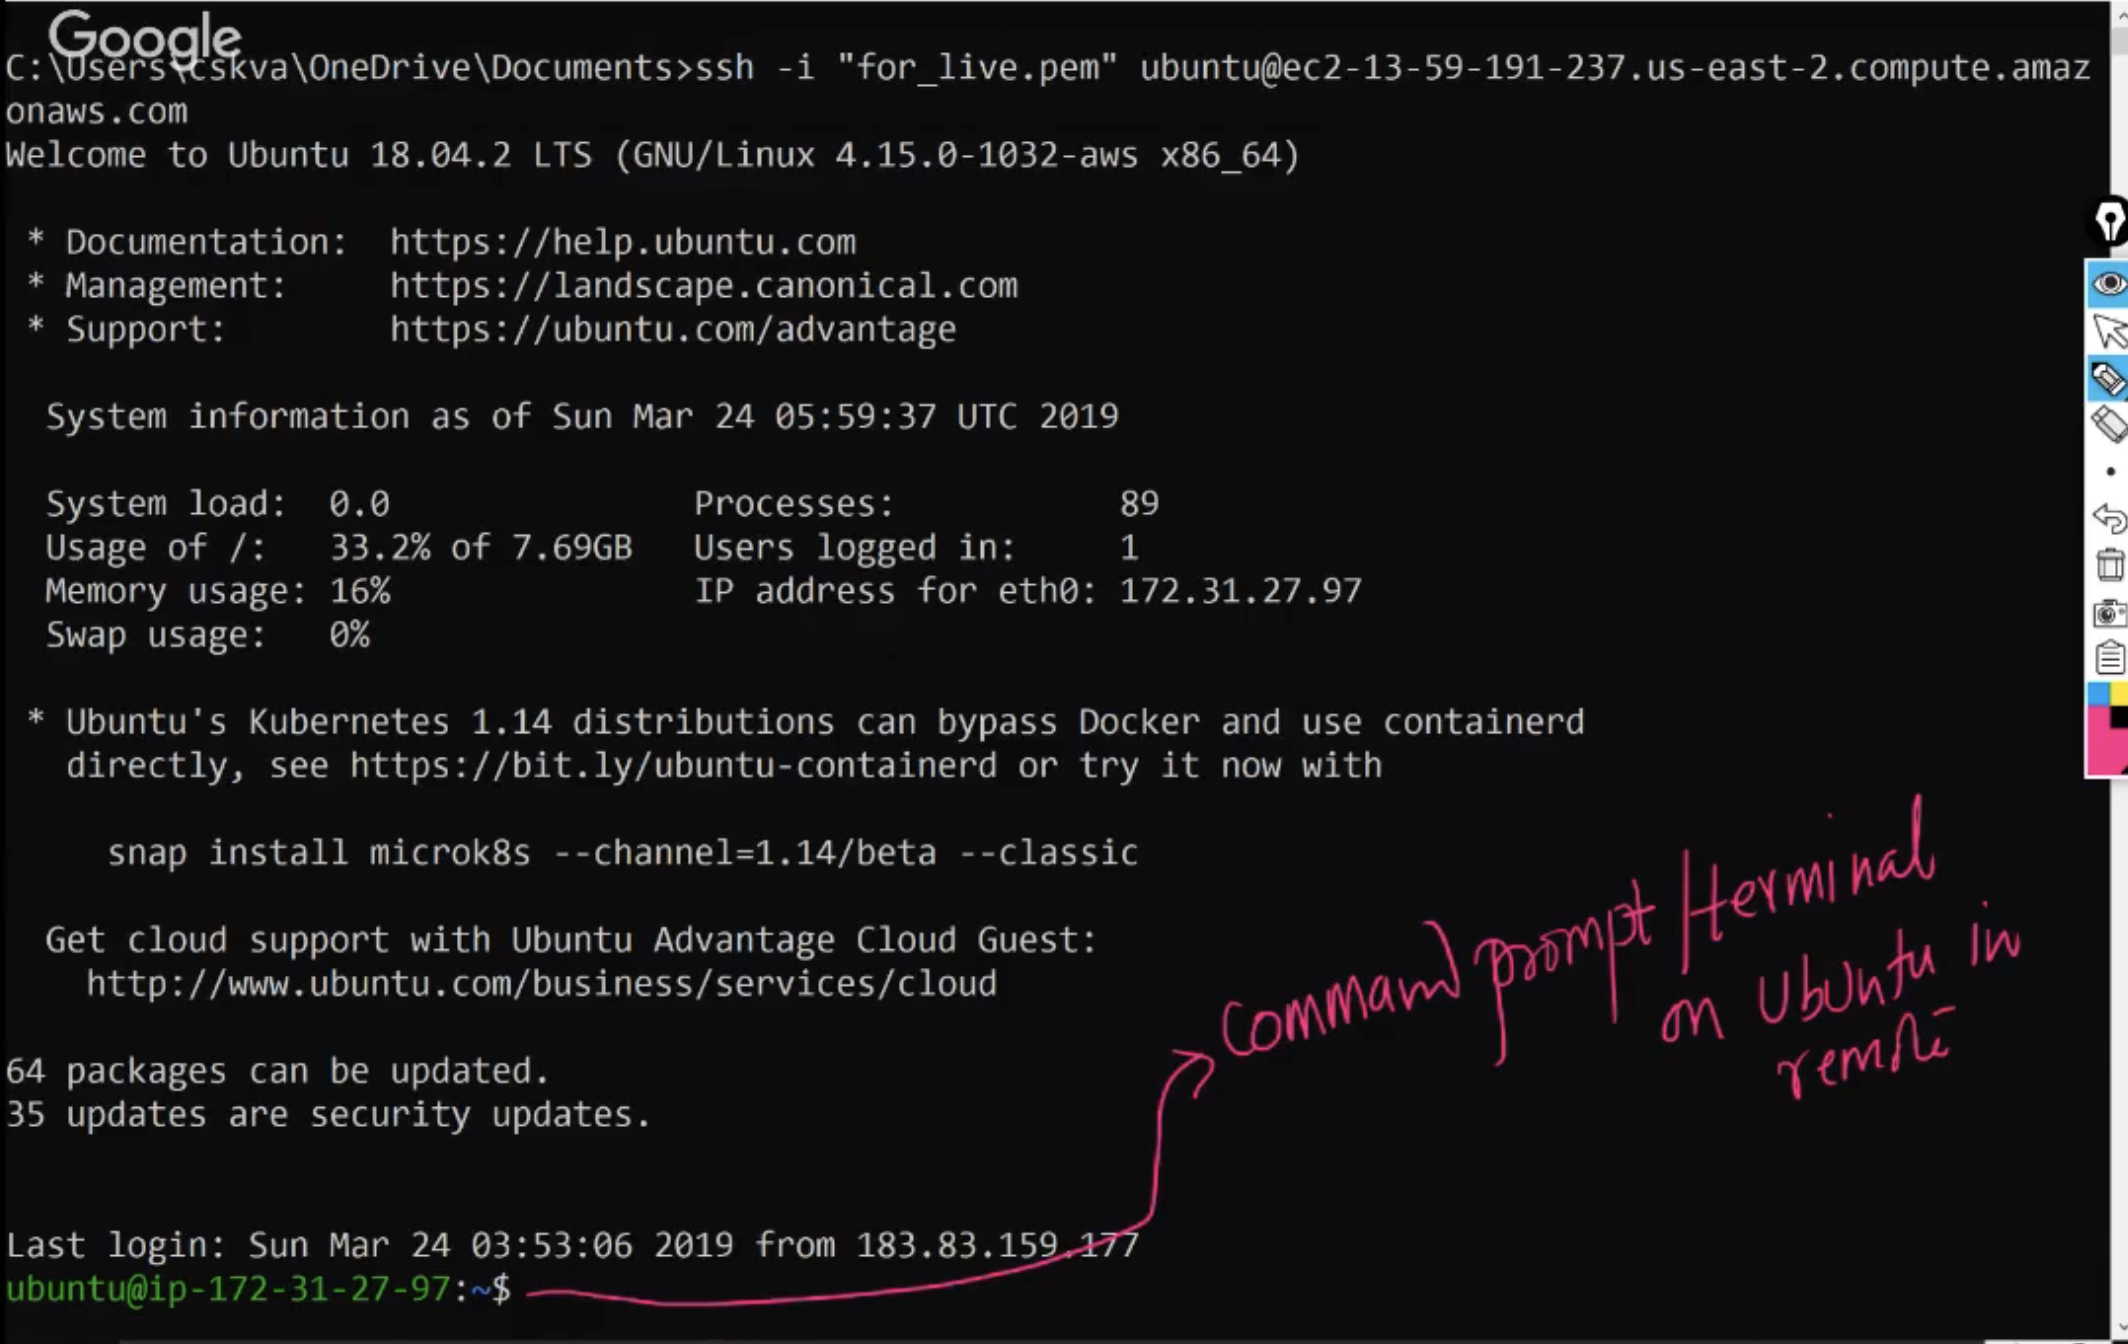 Google
C:\Users\cskva\OneDrive\Documents>ssh -i "for_live.pem" ubuntu@ec2-13-59-191-237.us-east-2.compute.amaz
onaws.com
Welcome to Ubuntu 18.04.2 LTS (GNU/Linux 4.15.0-1032-aws x86_64)
* Documentation:  https://help.ubuntu.com
* Management:     https://landscape.canonical.com
* Support:        https://ubuntu.com/advantage
System information as of Sun Mar 24 05:59:37 UTC 2019
System load:  0.0               Processes:           89
Usage of /:   33.2% of 7.69GB   Users logged in:     1
Memory usage: 16%               IP address for eth0: 172.31.27.97
Swap usage:   0%
* Ubuntu's Kubernetes 1.14 distributions can bypass Docker and use containerd
directly, see https://bit.ly/ubuntu-containerd or try it now with
snap install microk8s --channel=1.14/beta --classic
Get cloud support with Ubuntu Advantage Cloud Guest:
http://www.ubuntu.com/business/services/cloud
64 packages can be updated.
35 updates are security updates.
Last login: Sun Mar 24 03:53:06 2019 from 183.83.159.177
ubuntu@ip-172-31-27-97:~$
Command prompt/terminal
on Ubuntu in
remote